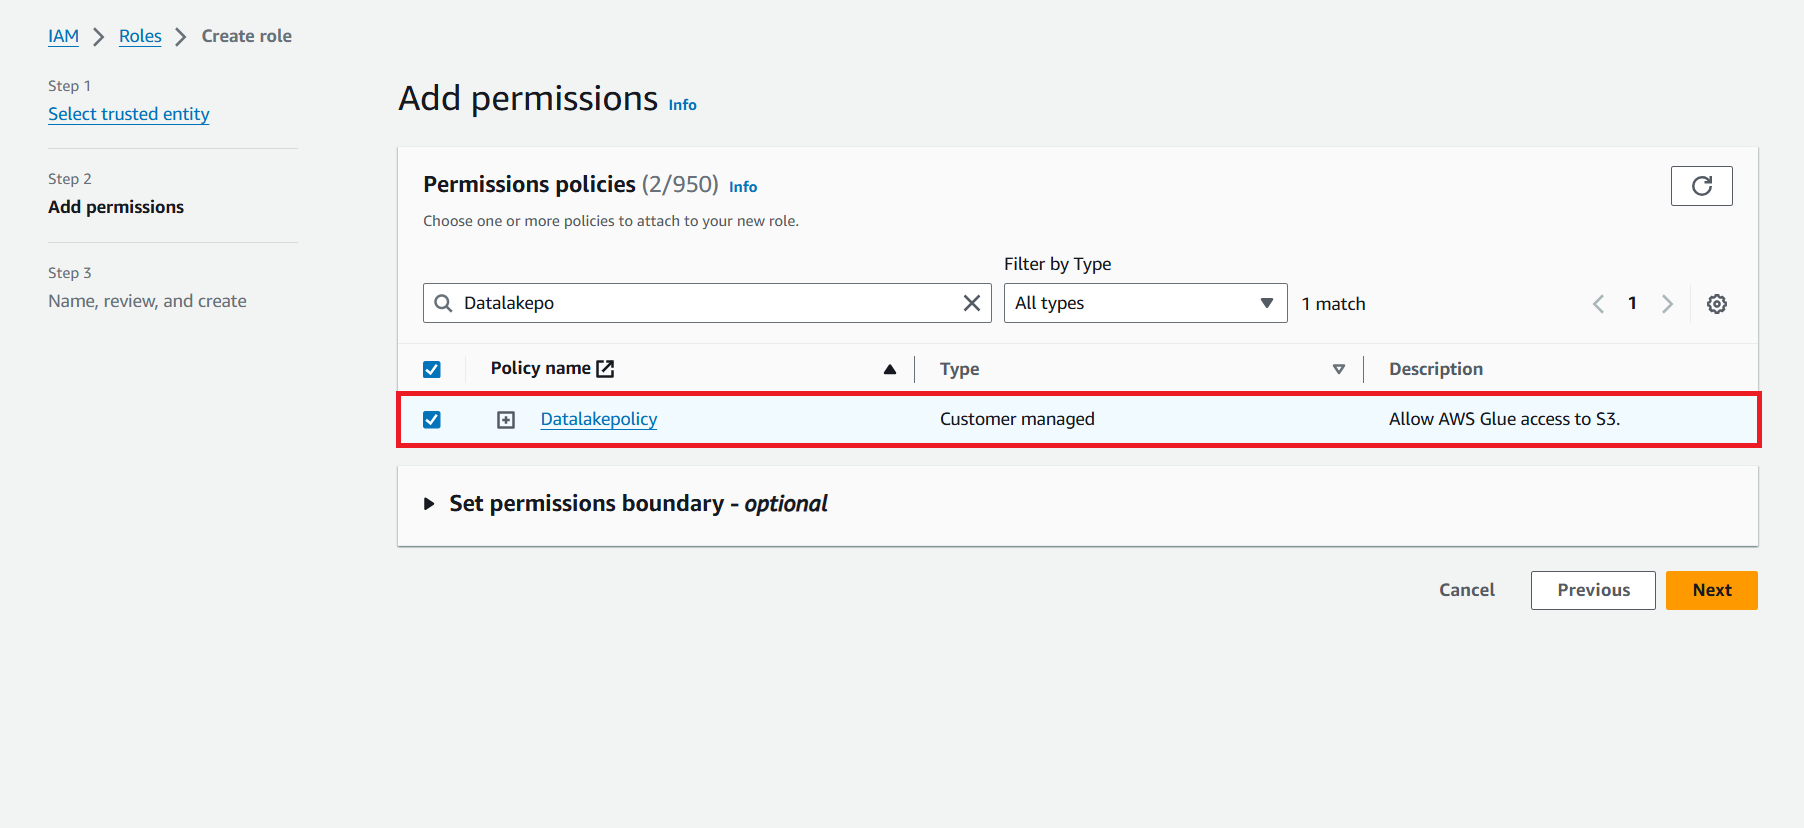 IAM > Roles > Create role
Step 1
Select trusted entity
Step 2
Add permissions
Step 3
Name, review, and create
Add permissions Info
Permissions policies (2/950) Info
Choose one or more policies to attach to your new role.
Filter by Type
Datalakepo All types 1 match 1
Policy name Type Description
Datalakepolicy Customer managed Allow AWS Glue access to S3.
Set permissions boundary - optional
Cancel Previous Next